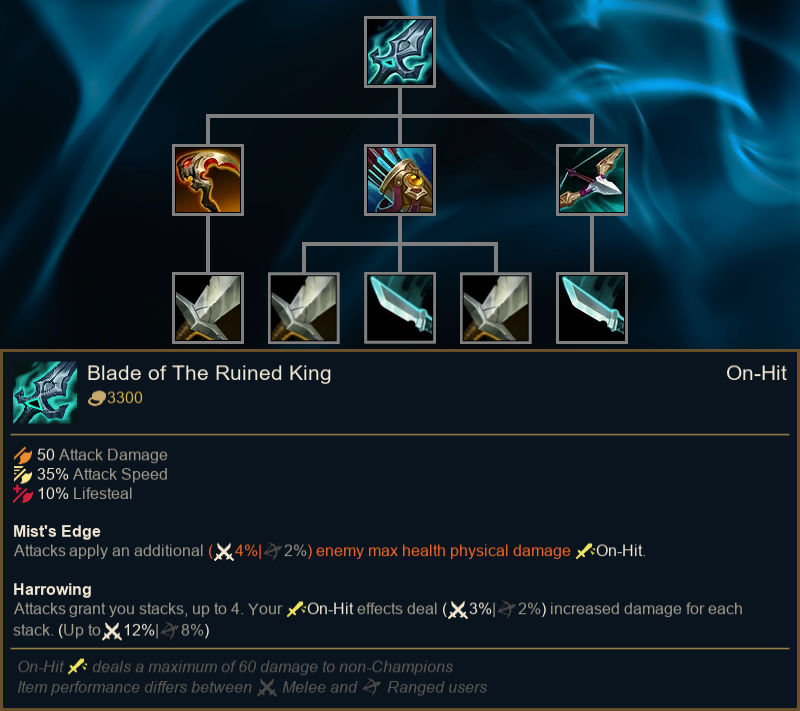 Blade of The Ruined King
On-Hit
3300
50 Attack Damage
35% Attack Speed
10% Lifesteal
Mist's Edge
Attacks apply an additional (4%|2%) enemy max health physical damage On-Hit.
Harrowing
Attacks grant you stacks, up to 4. Your On-Hit effects deal (3%|2%) increased damage for each
stack. (Up to 12%|8%)
On-Hit deals a maximum of 60 damage to non-Champions
Item performance differs between Melee and Ranged users